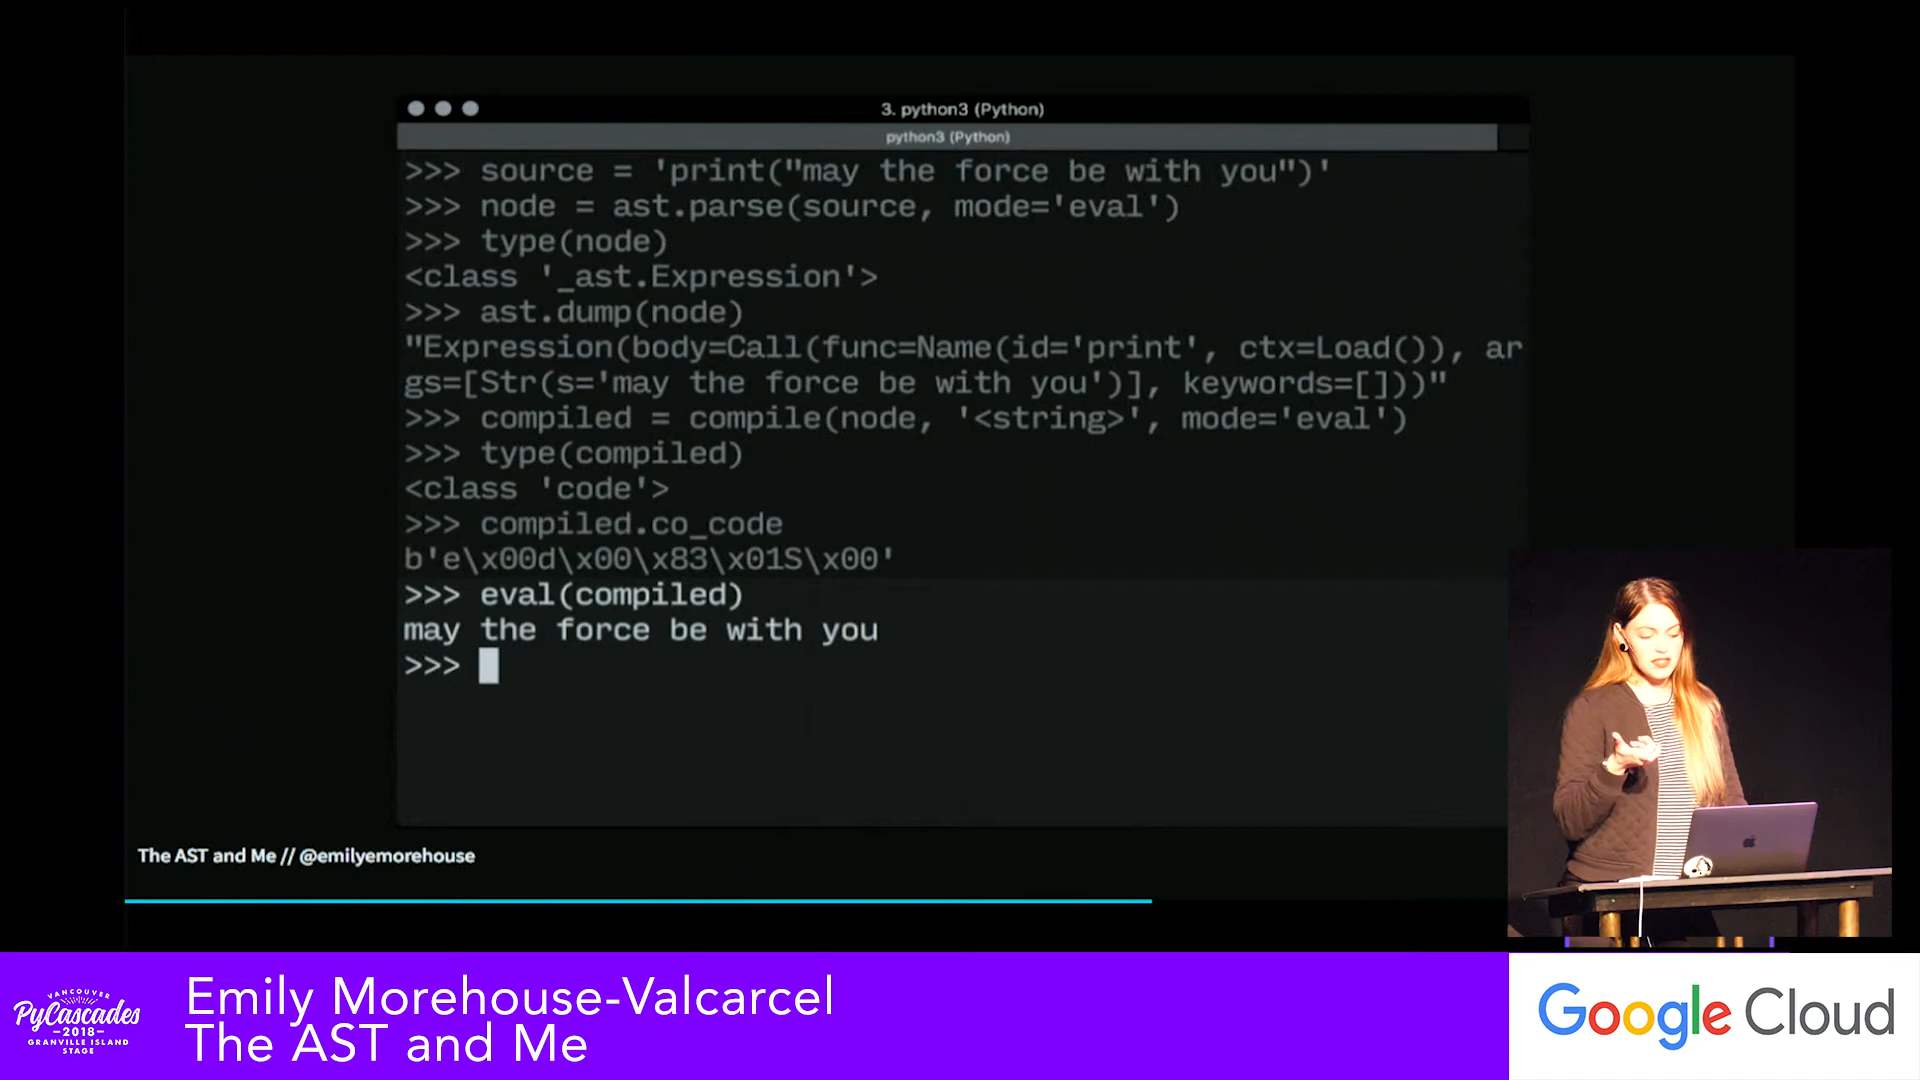 3. python3 (Python)
python3 (Python)
>>> source = 'print("may the force be with you")'
>>> node = ast.parse(source, mode='eval')
>>> type(node)
<class '_ast.Expression'>
>>> ast.dump(node)
"Expression(body=Call(func=Name(id='print', ctx=Load()), ar
gs=[Str(s='may the force be with you')], keywords=[]))"
>>> compiled = compile(node, '<string>', mode='eval')
>>> type(compiled)
<class 'code'>
>>> compiled.co_code
b'e\x00d\x00\x83\x01S\x00'
>>> eval(compiled)
may the force be with you
>>>
The AST and Me // @emilyemorehouse
VANCOUVER
PyCascades
-2018-
GRANVILLE ISLAND
STAGE
Emily Morehouse-Valcarcel
The AST and Me
Google Cloud